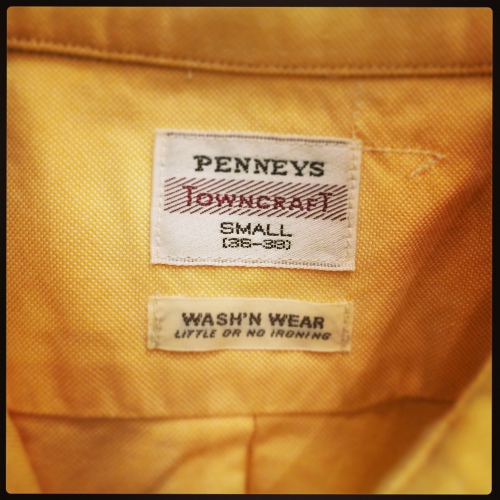 PENNEYS
TOWNCRAFT
SMALL
(36-38)
WASH'N WEAR
LITTLE OR NO IRONING